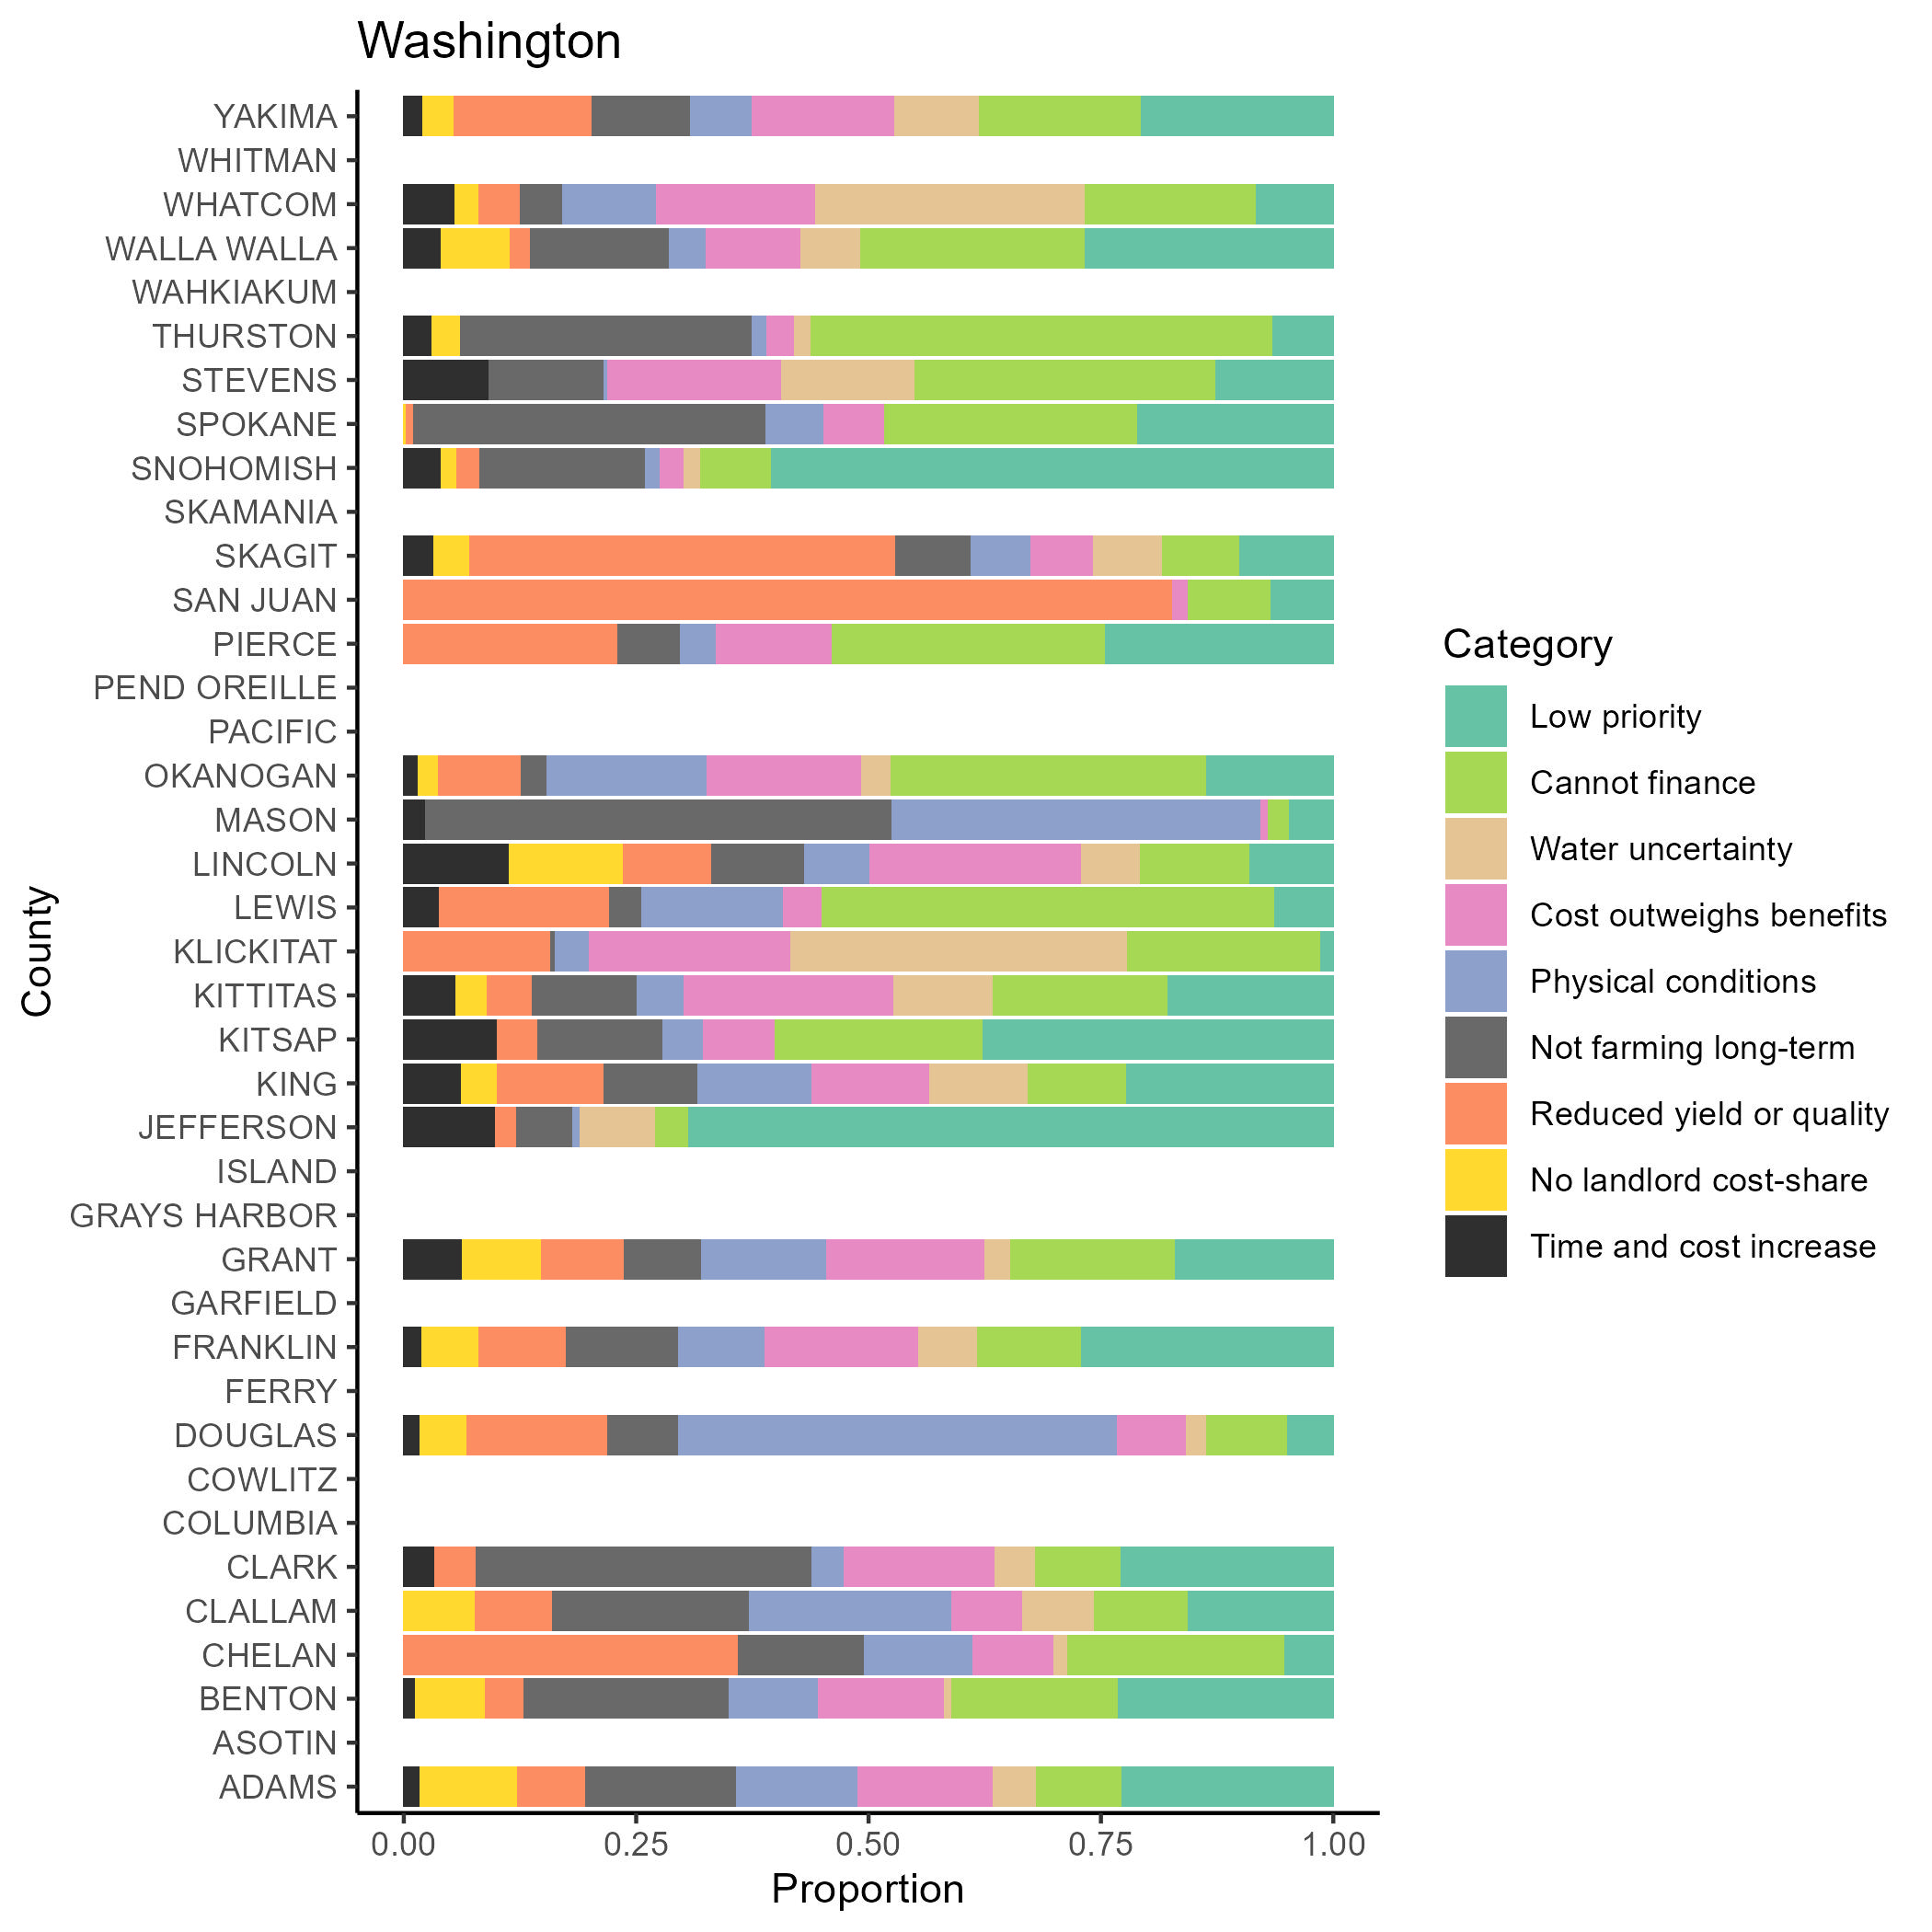 Washington
YAKIMA
WHITMAN
WHATCOM
WALLA WALLA
WAHKIAKUM
THURSTON
STEVENS
SPOKANE
SNOHOMISH
SKAMANIA
SKAGIT
SAN JUAN
PIERCE
PEND OREILLE
PACIFIC
OKANOGAN
MASON
LINCOLN
LEWIS
KLICKITAT
KITTITAS
KITSAP
KING
JEFFERSON
ISLAND
GRAYS HARBOR
GRANT
GARFIELD
FRANKLIN
FERRY
DOUGLAS
COWLITZ
COLUMBIA
CLARK
CLALLAM
CHELAN
BENTON
ASOTIN
ADAMS
County
0.00 0.25 0.50 0.75 1.00
Proportion
Category
Low priority
Cannot finance
Water uncertainty
Cost outweighs benefits
Physical conditions
Not farming long-term
Reduced yield or quality
No landlord cost-share
Time and cost increase